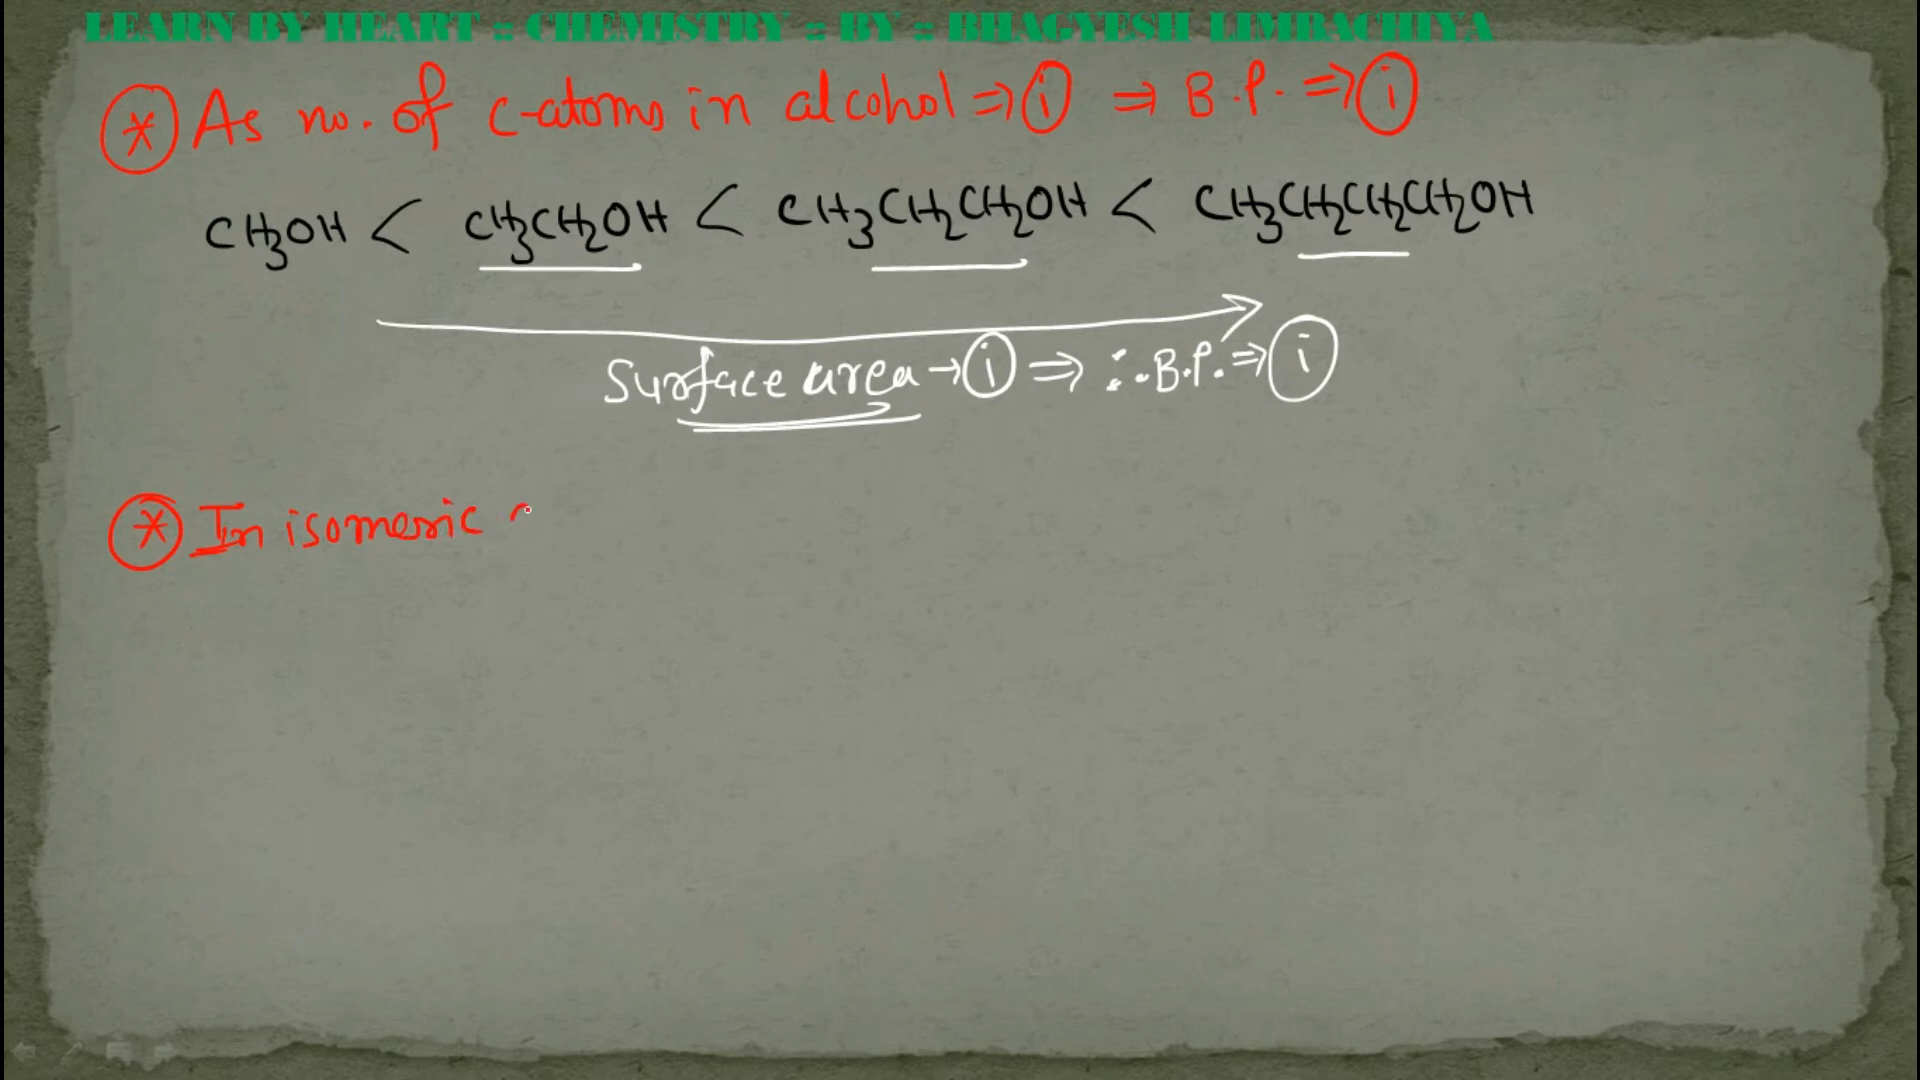 LEARN BY HEART :: CHEMISTRY :: BY :: BHAGYESH LIMBACHIYA
* As no. of c-atoms in alcohol ⇒ i ⇒ B.P. ⇒ i
CH3OH < CH3CH2OH < CH3CH2CH2OH < CH3CH2CH2CH2OH
Surface area → i ⇒ ∴ B.P. ⇒ i
* In isomeric